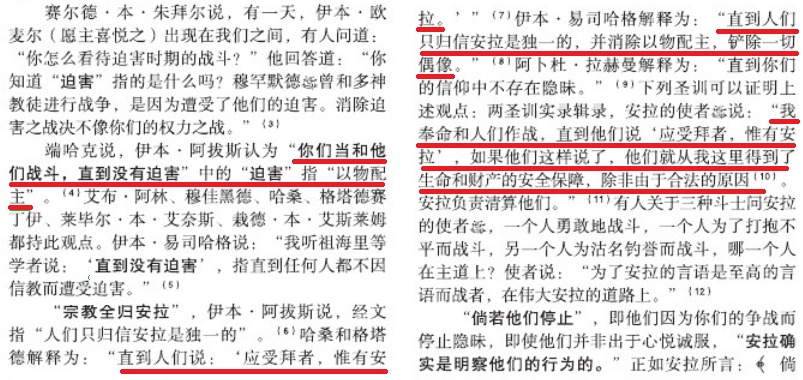 赛尔德·本·朱拜尔说，有一天，伊本·欧
麦尔（愿主喜悦之）出现在我们之间，有人问道：
“你怎么看待迫害时期的战斗？”他回答道：“你
知道“迫害”指的是什么吗？穆罕默德ﷺ曾和多神
教徒进行战争，是因为遭受了他们的迫害。消除迫
害之战决不像你们的权力之战。”⁽³⁾
端哈克说，伊本·阿拔斯认为“你们当和他
们战斗，直到没有迫害”中的“迫害”指“以物配
主”。⁽⁴⁾艾布·阿林、穆佳黑德、哈桑、格塔德赛
丁伊、莱毕尔·本·艾奈斯、栽德·本·艾斯莱姆
都持此观点。伊本·易司哈格说：“我听祖海里等
学者说：‘直到没有迫害’，指直到任何人都不因
信教而遭受迫害。”⁽⁵⁾
“宗教全归安拉”，伊本·阿拔斯说，经文
指“人们只归信安拉是独一的”。⁽⁶⁾哈桑和格塔
德解释为：“直到人们说：‘应受拜者，惟有安
拉。’”⁽⁷⁾伊本·易司哈格解释为：“直到人们
只归信安拉是独一的，并消除以物配主，铲除一切
偶像。”⁽⁸⁾阿卜杜·拉赫曼解释为：“直到你们
的信仰中不存在隐昧。”⁽⁹⁾下列圣训可以证明上
述观点：两圣训实录辑录，安拉的使者ﷺ说：“我
奉命和人们作战，直到他们说‘应受拜者，惟有安
拉’，如果他们这样说了，他们就从我这里得到了
生命和财产的安全保障，除非由于合法的原因⁽¹⁰⁾。
安拉负责清算他们。”⁽¹¹⁾有人关于三种斗士问安拉
的使者ﷺ，一个人勇敢地战斗，一个人为了打抱不
平而战斗，另一个人为沽名钓誉而战斗，哪一个人
在主道上？使者说：“为了安拉的言语是至高的言
语而战者，在伟大安拉的道路上。”⁽¹²⁾
“倘若他们停止”，即他们因为你们的争战而
停止隐昧，即使他们并非出于心悦诚服，“安拉确
实是明察他们的行为的。”正如安拉所言：﴾倘